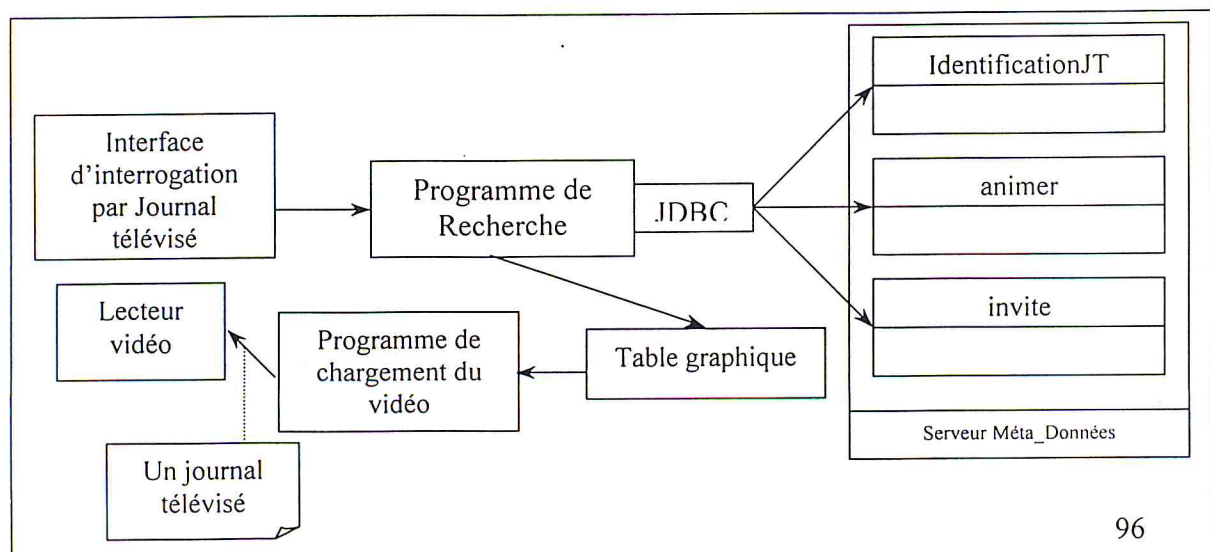 Interface
d'interrogation
par Journal
télévisé
Programme de
Recherche
JDBC
IdentificationJT
animer
invite
Serveur Méta_Données
Lecteur
vidéo
Programme de
chargement du
vidéo
Table graphique
Un journal
télévisé
96